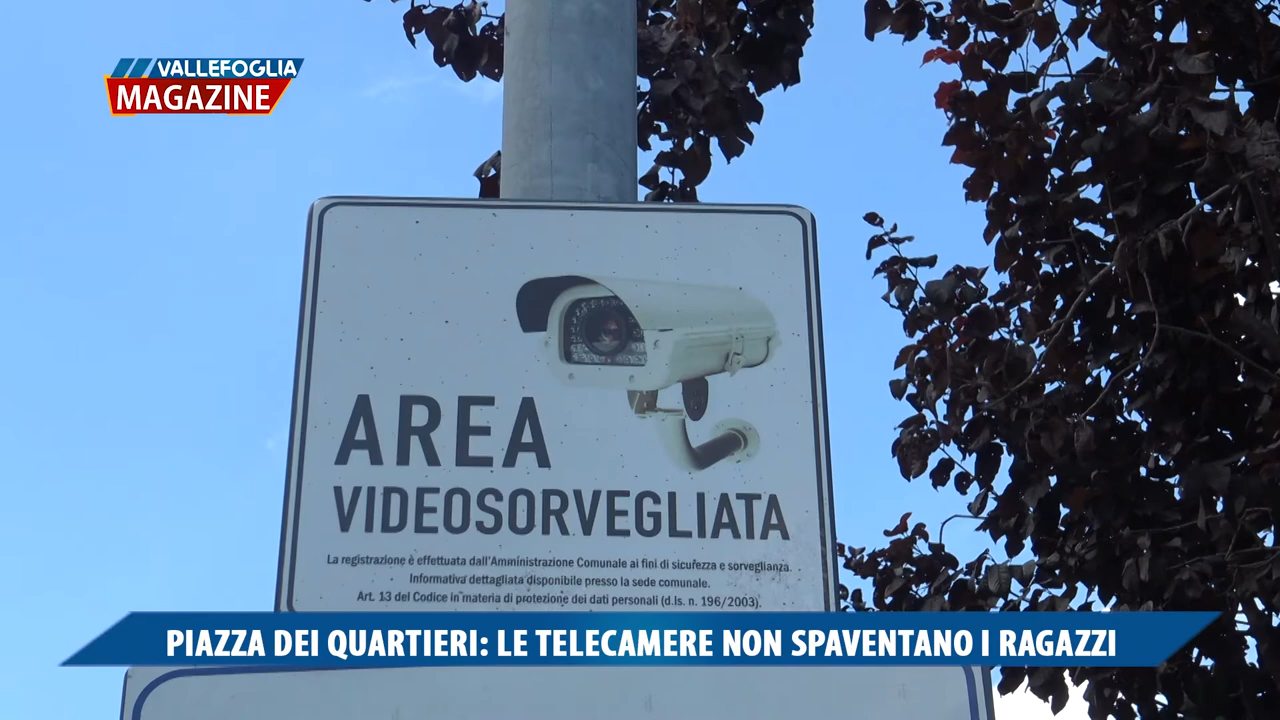 VALLEFOGLIA
MAGAZINE
AREA
VIDEOSORVEGLIATA
La registrazione è effettuata dall'Amministrazione Comunale ai fini di sicurezza e sorveglianza.
Informativa dettagliata disponibile presso la sede comunale.
Art. 13 del Codice in materia di protezione dei dati personali (d.ls. n. 196/2003).
PIAZZA DEI QUARTIERI: LE TELECAMERE NON SPAVENTANO I RAGAZZI